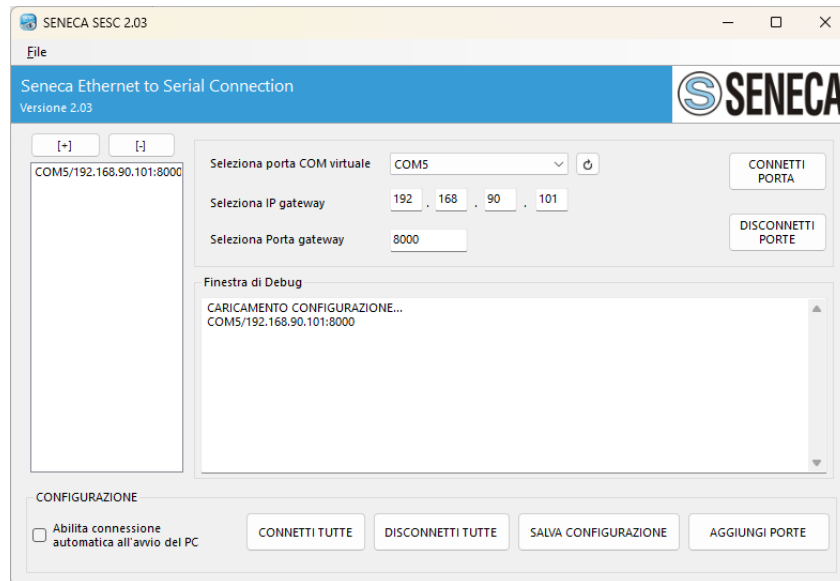 SENECA SESC 2.03
File
Seneca Ethernet to Serial Connection
Versione 2.03
SENECA
[+]
[-]
COM5/192.168.90.101:8000
Seleziona porta COM virtuale
COM5
CONNETTI
PORTA
Seleziona IP gateway
192 . 168 . 90 . 101
Seleziona Porta gateway
8000
DISCONNETTI
PORTE
Finestra di Debug
CARICAMENTO CONFIGURAZIONE...
COM5/192.168.90.101:8000
CONFIGURAZIONE
Abilita connessione
automatica all'avvio del PC
CONNETTI TUTTE
DISCONNETTI TUTTE
SALVA CONFIGURAZIONE
AGGIUNGI PORTE